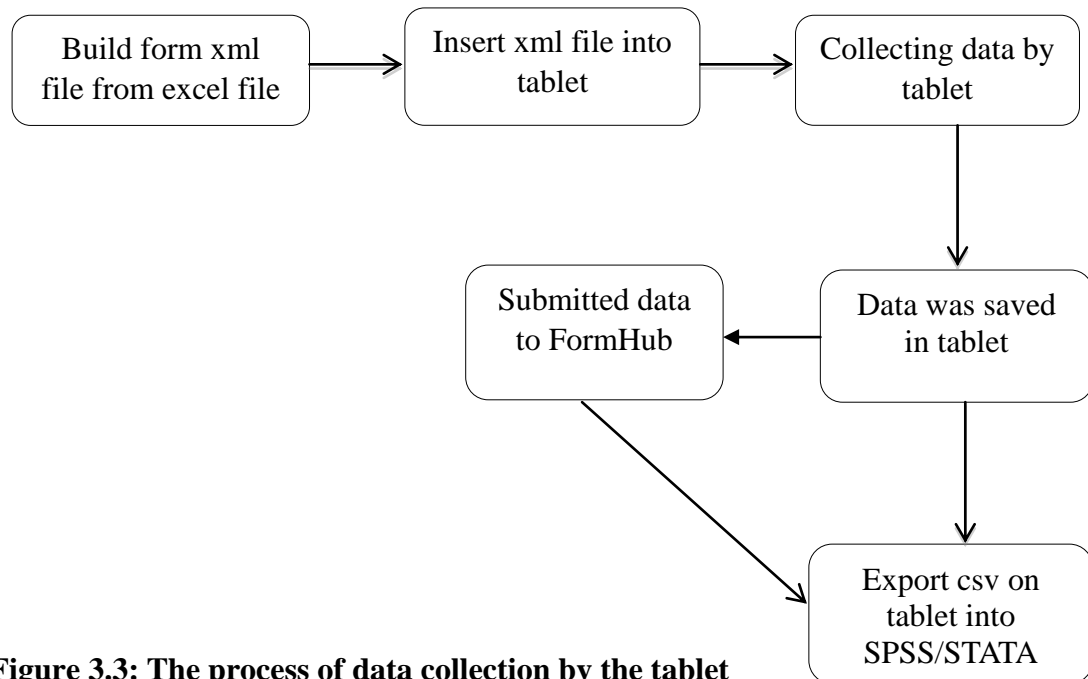 Build form xml
file from excel file
Insert xml file into
tablet
Collecting data by
tablet
Submitted data
to FormHub
Data was saved
in tablet
Export csv on
tablet into
SPSS/STATA
Figure 3.3: The process of data collection by the tablet